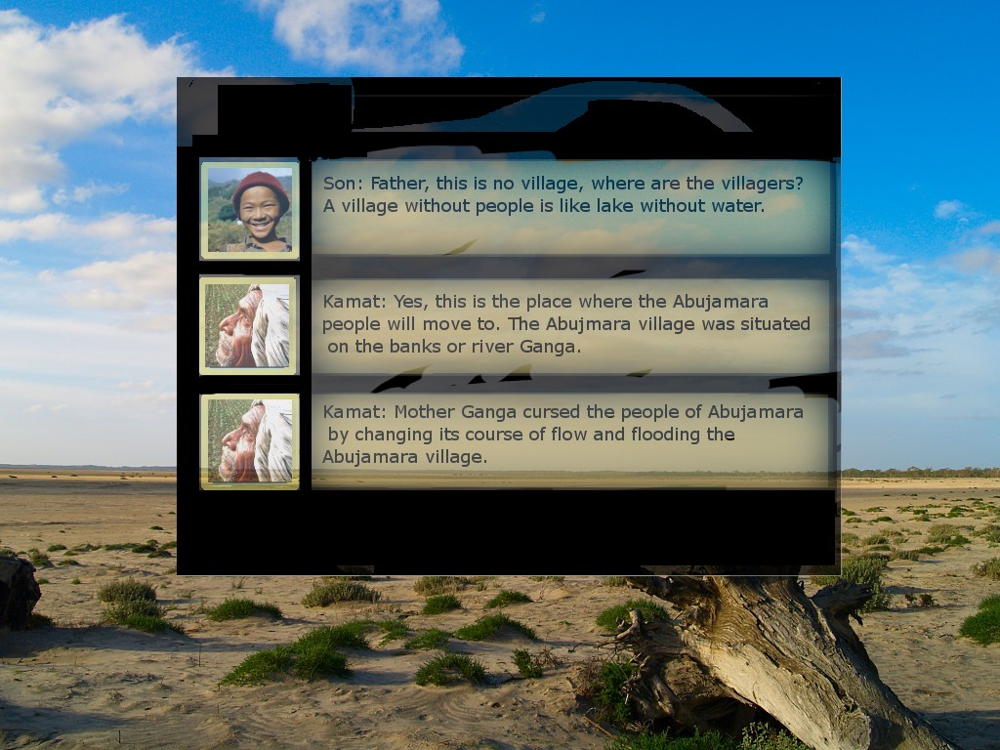 Son: Father, this is no village, where are the villagers?
A village without people is like lake without water.
Kamat: Yes, this is the place where the Abujamara
people will move to. The Abujmara village was situated
on the banks or river Ganga.
Kamat: Mother Ganga cursed the people of Abujamara
by changing its course of flow and flooding the
Abujamara village.